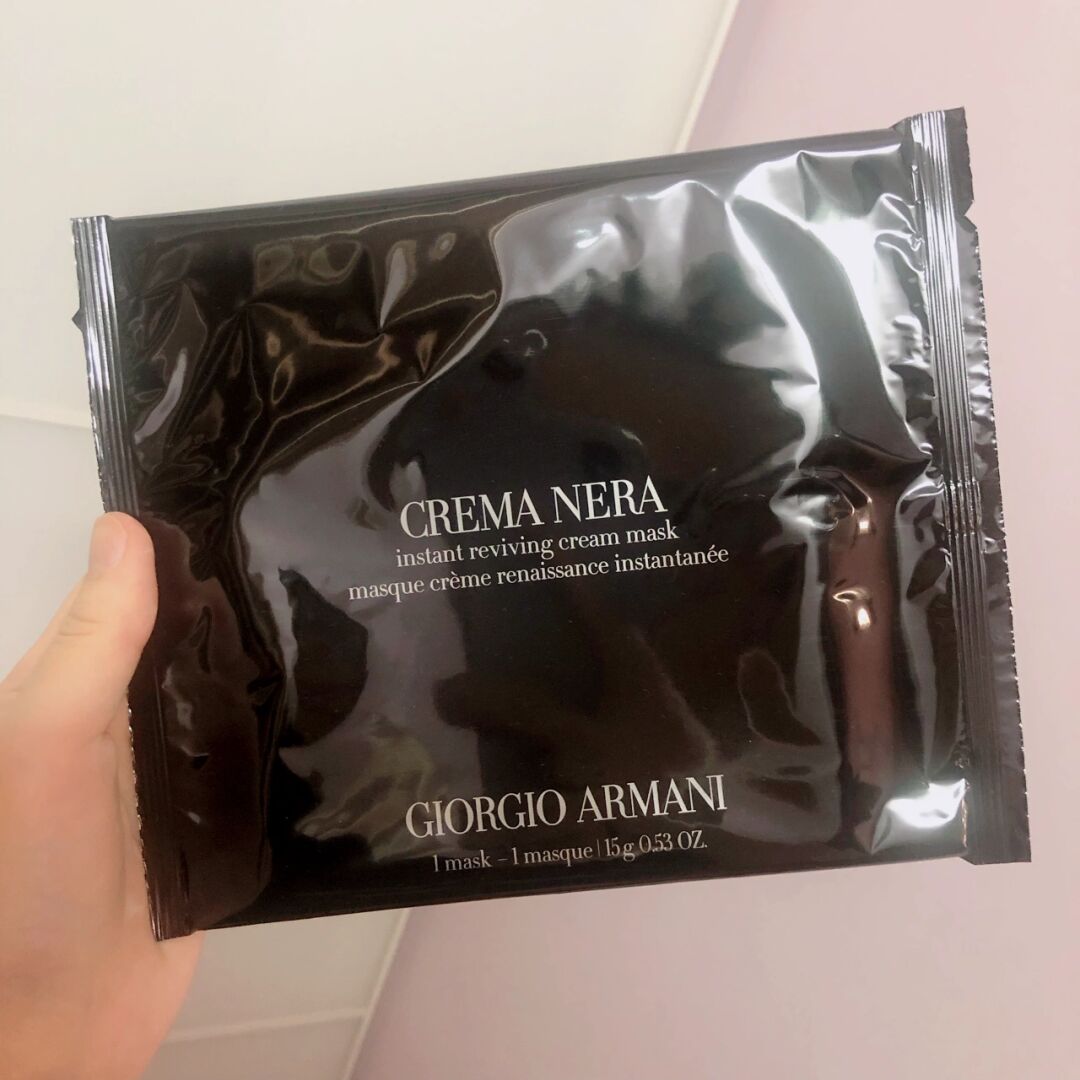 CREMA NERA
instant reviving cream mask
masque crème renaissance instantanée
GIORGIO ARMANI
1 mask – 1 masque | 15 g 0.53 OZ.